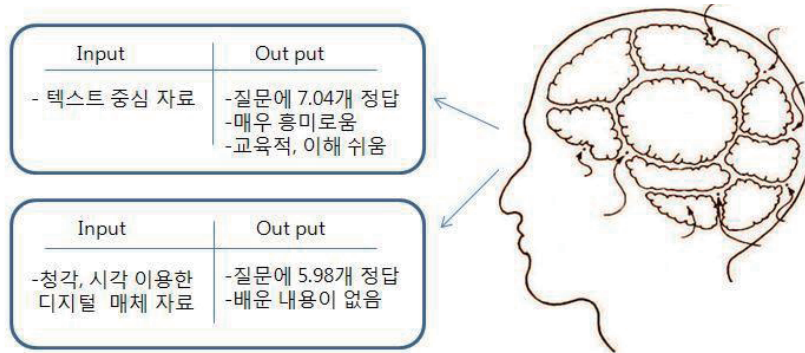 Input Out put
- 텍스트 중심 자료 -질문에 7.04개 정답
-매우 흥미로움
-교육적, 이해 쉬움
Input Out put
-청각, 시각 이용한 -질문에 5.98개 정답
디지털 매체 자료 -배운 내용이 없음